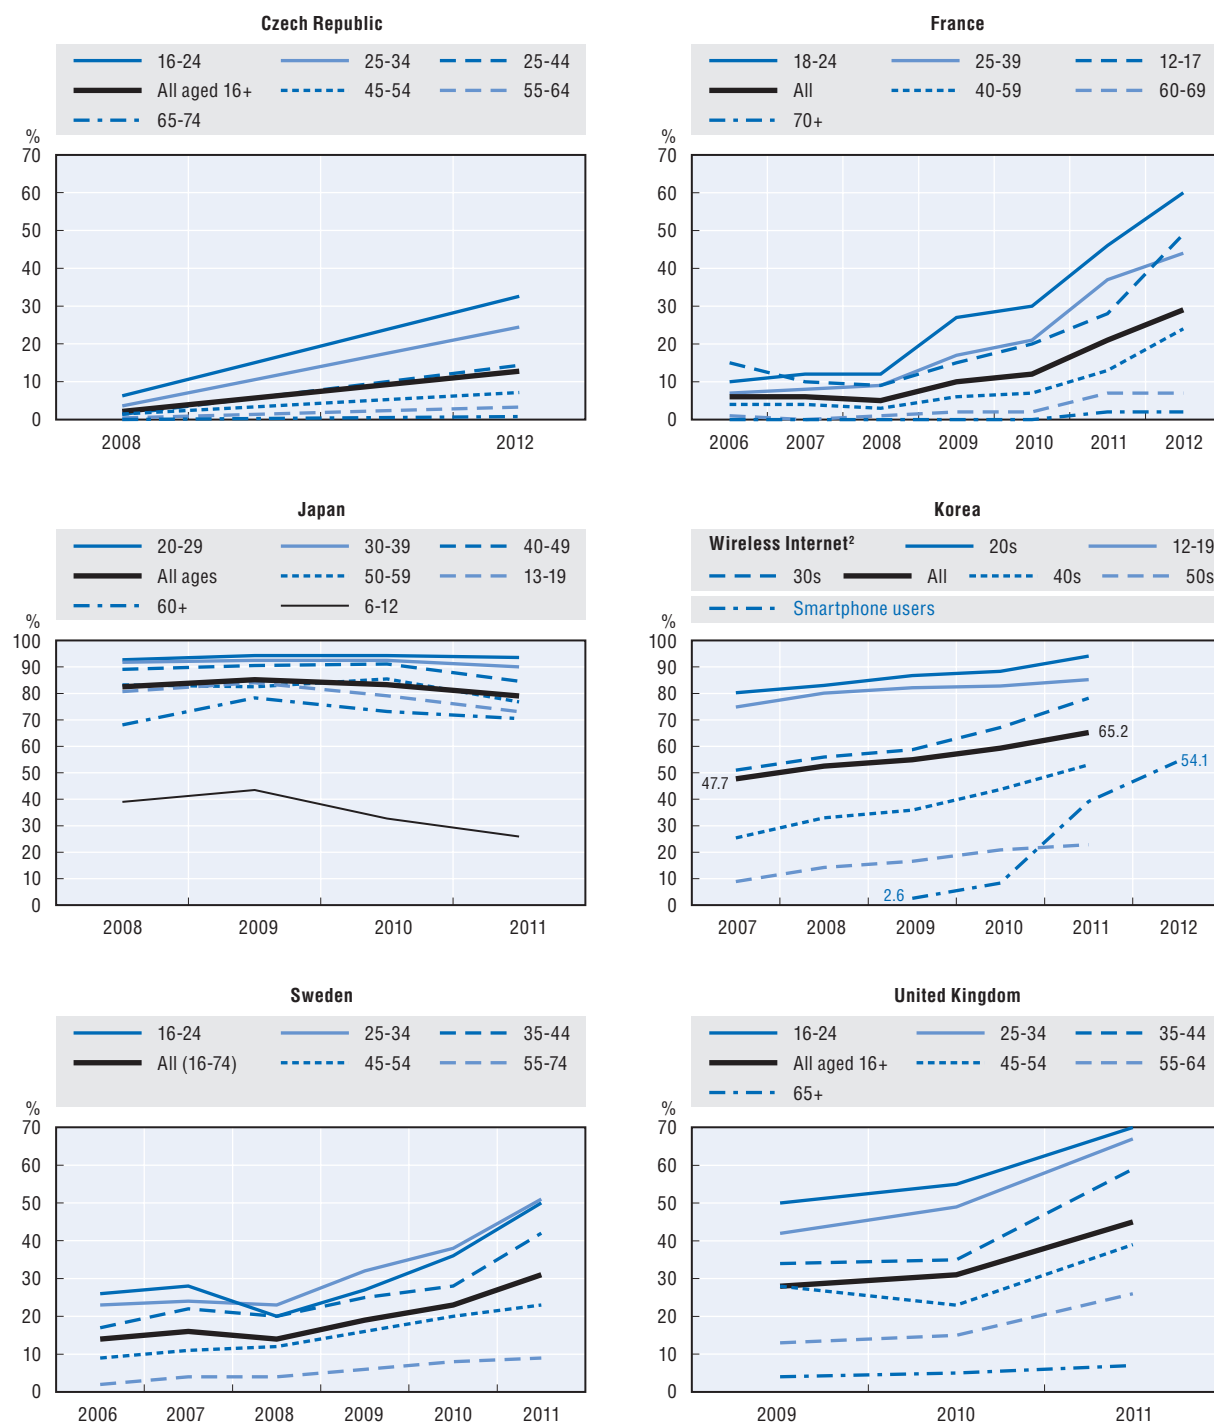 Czech Republic
16-24 25-34 25-44
All aged 16+ 45-54 55-64
65-74
%
70
60
50
40
30
20
10
0
2008 2012
France
18-24 25-39 12-17
All 40-59 60-69
70+
%
70
60
50
40
30
20
10
0
2006 2007 2008 2009 2010 2011 2012
Japan
20-29 30-39 40-49
All ages 50-59 13-19
60+ 6-12
%
100
90
80
70
60
50
40
30
20
10
0
2008 2009 2010 2011
Korea
Wireless Internet² 20s 12-19
30s All 40s 50s
Smartphone users
%
100
90
80
70
60
50
40
30
20
10
0
47.7
65.2
54.1
2.6
2007 2008 2009 2010 2011 2012
Sweden
16-24 25-34 35-44
All (16-74) 45-54 55-74
%
70
60
50
40
30
20
10
0
2006 2007 2008 2009 2010 2011
United Kingdom
16-24 25-34 35-44
All aged 16+ 45-54 55-64
65+
%
70
60
50
40
30
20
10
0
2009 2010 2011